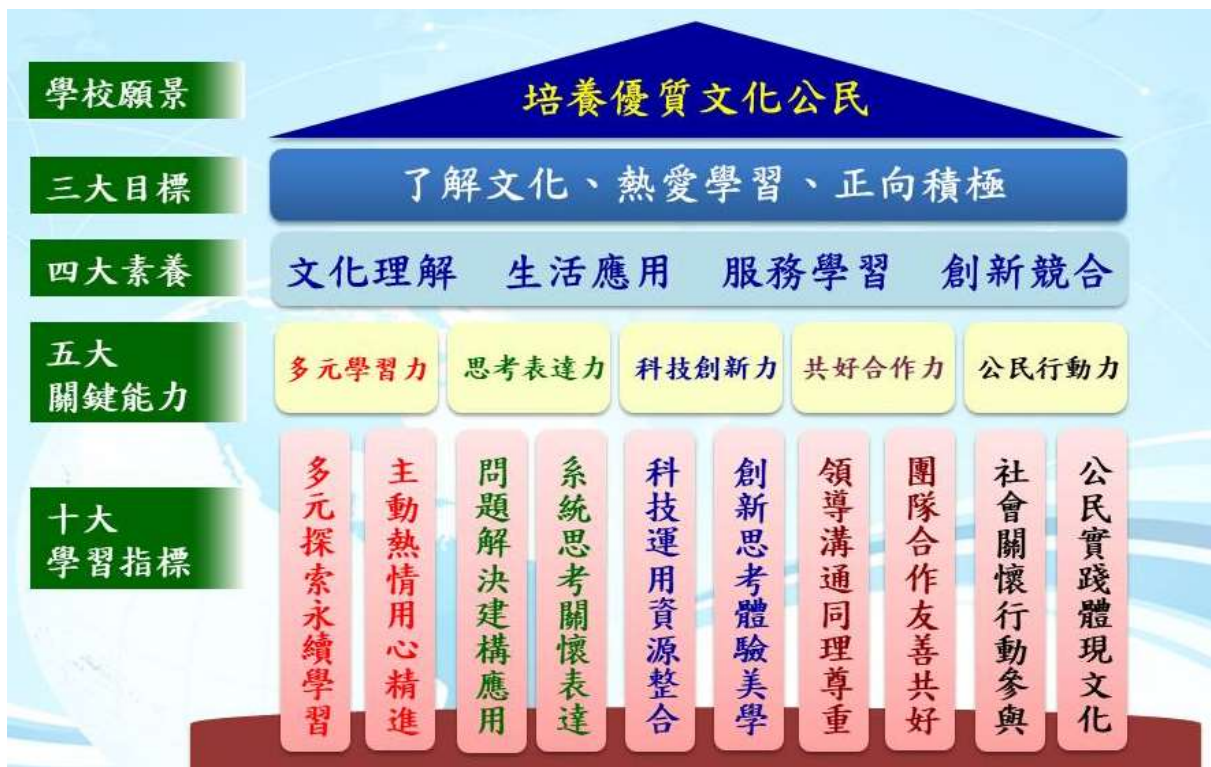 學校願景
培養優質文化公民
三大目標
了解文化、熱愛學習、正向積極
四大素養
文化理解 生活應用 服務學習 創新競合
五大
關鍵能力
多元學習力
思考表達力
科技創新力
共好合作力
公民行動力
十大
學習指標
多元探索永續學習
主動熱情用心精進
問題解決建構應用
系統思考關懷表達
科技運用資源整合
創新思考體驗美學
領導溝通同理尊重
團隊合作友善共好
社會關懷行動參與
公民實踐體現文化